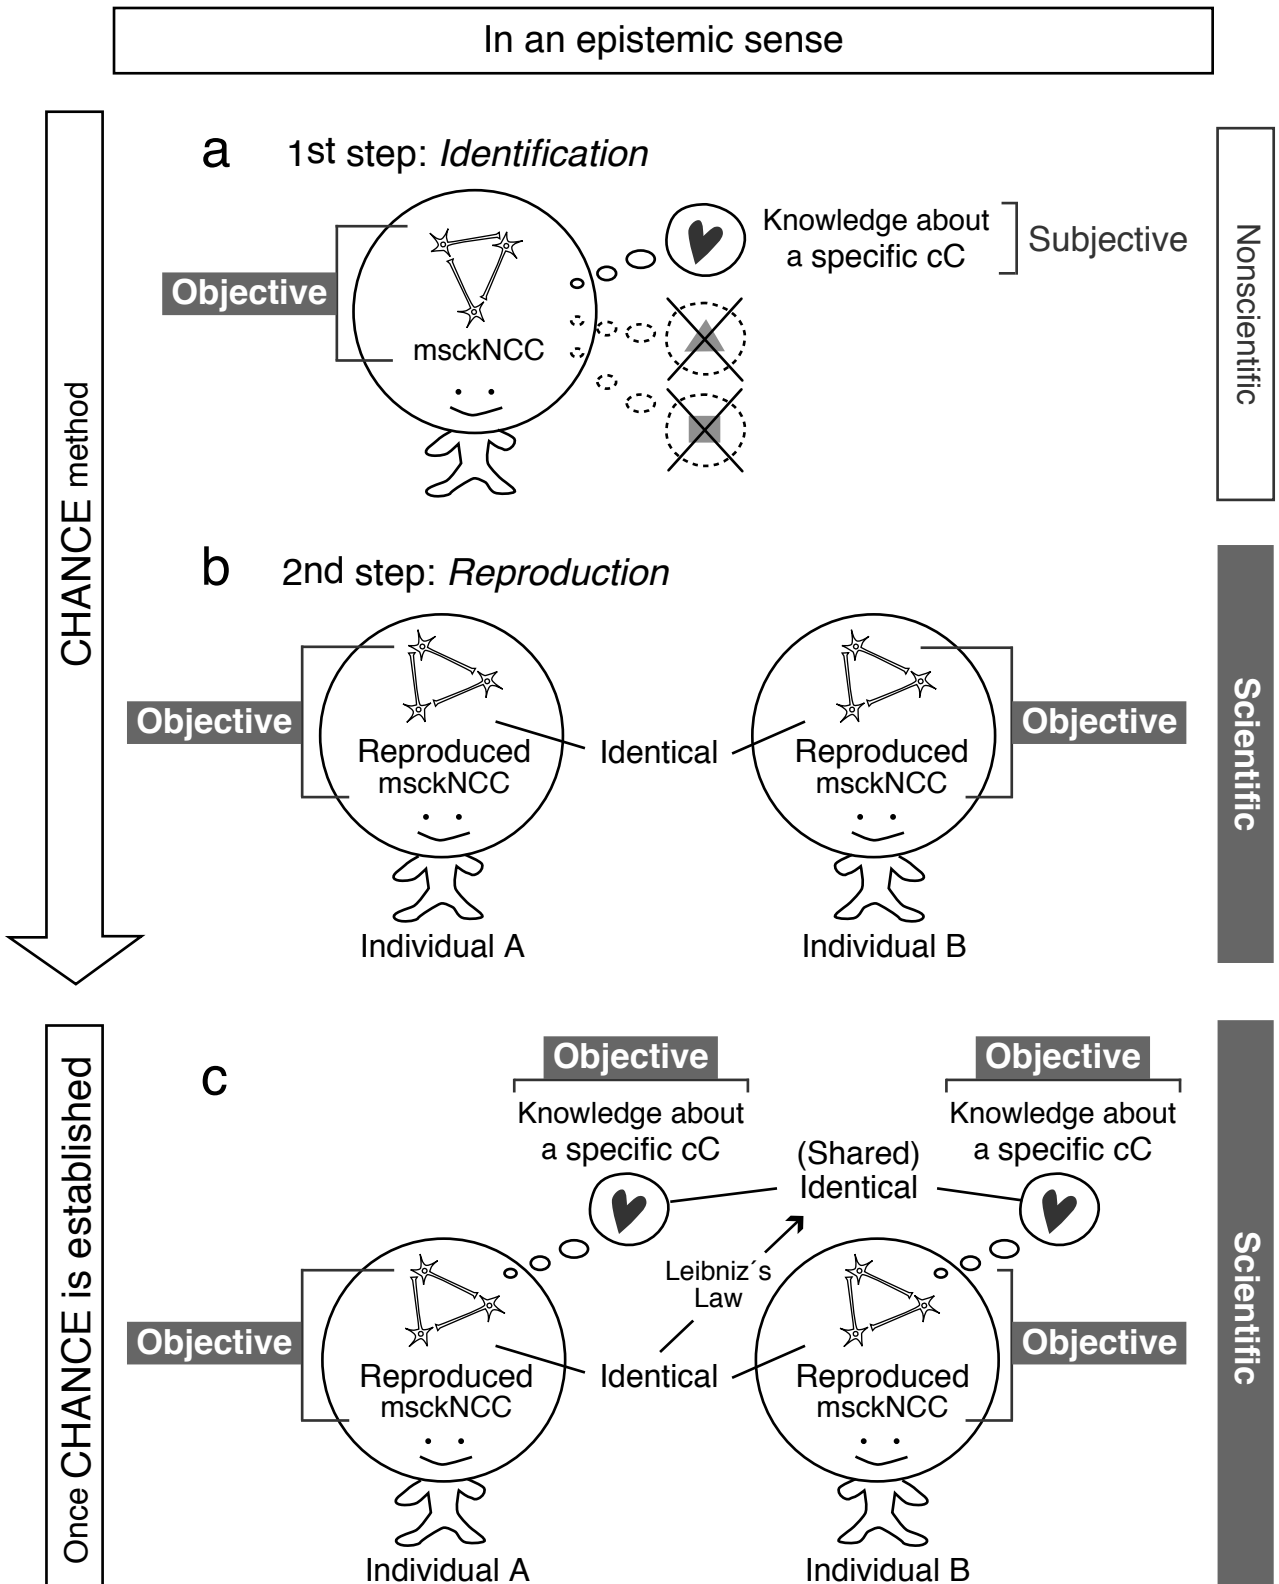 In an epistemic sense
CHANCE method
a 1st step: Identification
Objective
msckNCC
Knowledge about
a specific cC
Subjective
Nonscientific
b 2nd step: Reproduction
Objective
Reproduced
msckNCC
Identical
Reproduced
msckNCC
Objective
Individual A
Individual B
Scientific
Once CHANCE is established
c
Objective
Knowledge about
a specific cC
Objective
Knowledge about
a specific cC
(Shared)
Identical
Leibniz´s
Law
Objective
Reproduced
msckNCC
Identical
Reproduced
msckNCC
Objective
Individual A
Individual B
Scientific